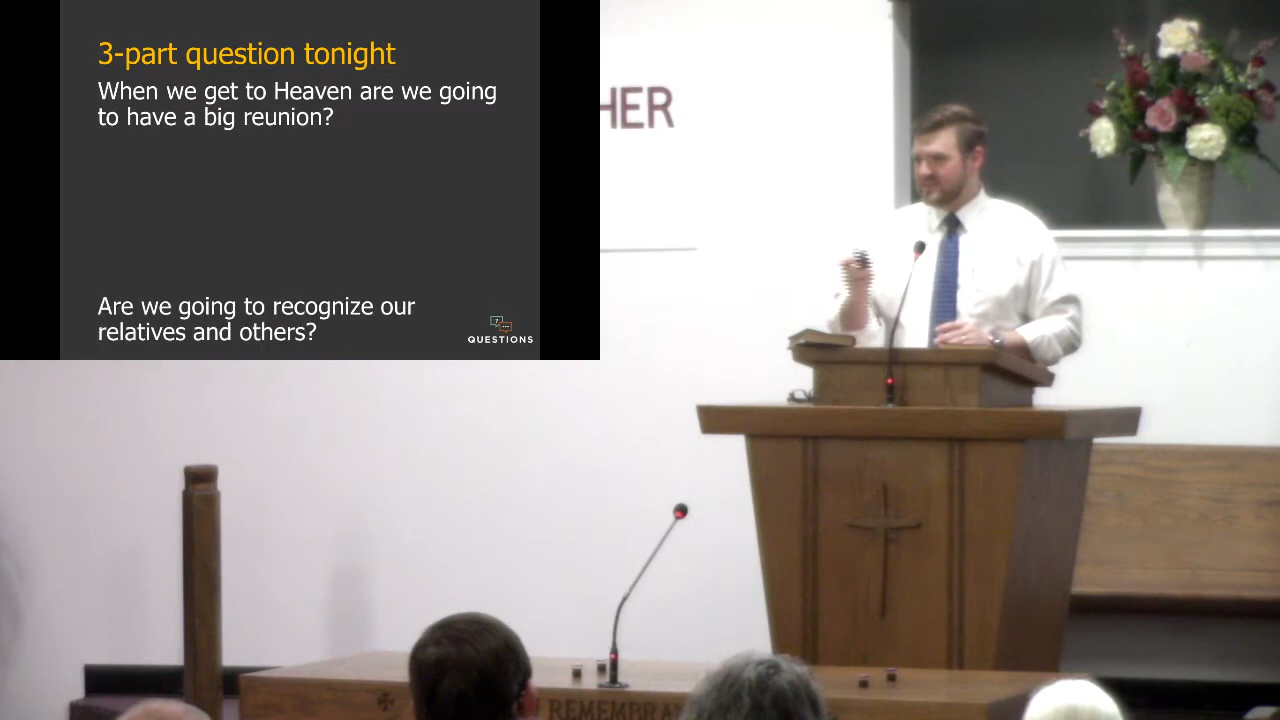 3-part question tonight
When we get to Heaven are we going
to have a big reunion?
Are we going to recognize our
relatives and others?
QUESTIONS
HER
REMEMBRA